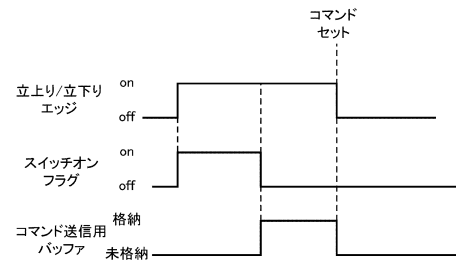 コマンド
セット
立上り/立下り
エッジ
on
off
スイッチオン
フラグ
on
off
コマンド送信用
バッファ
格納
未格納